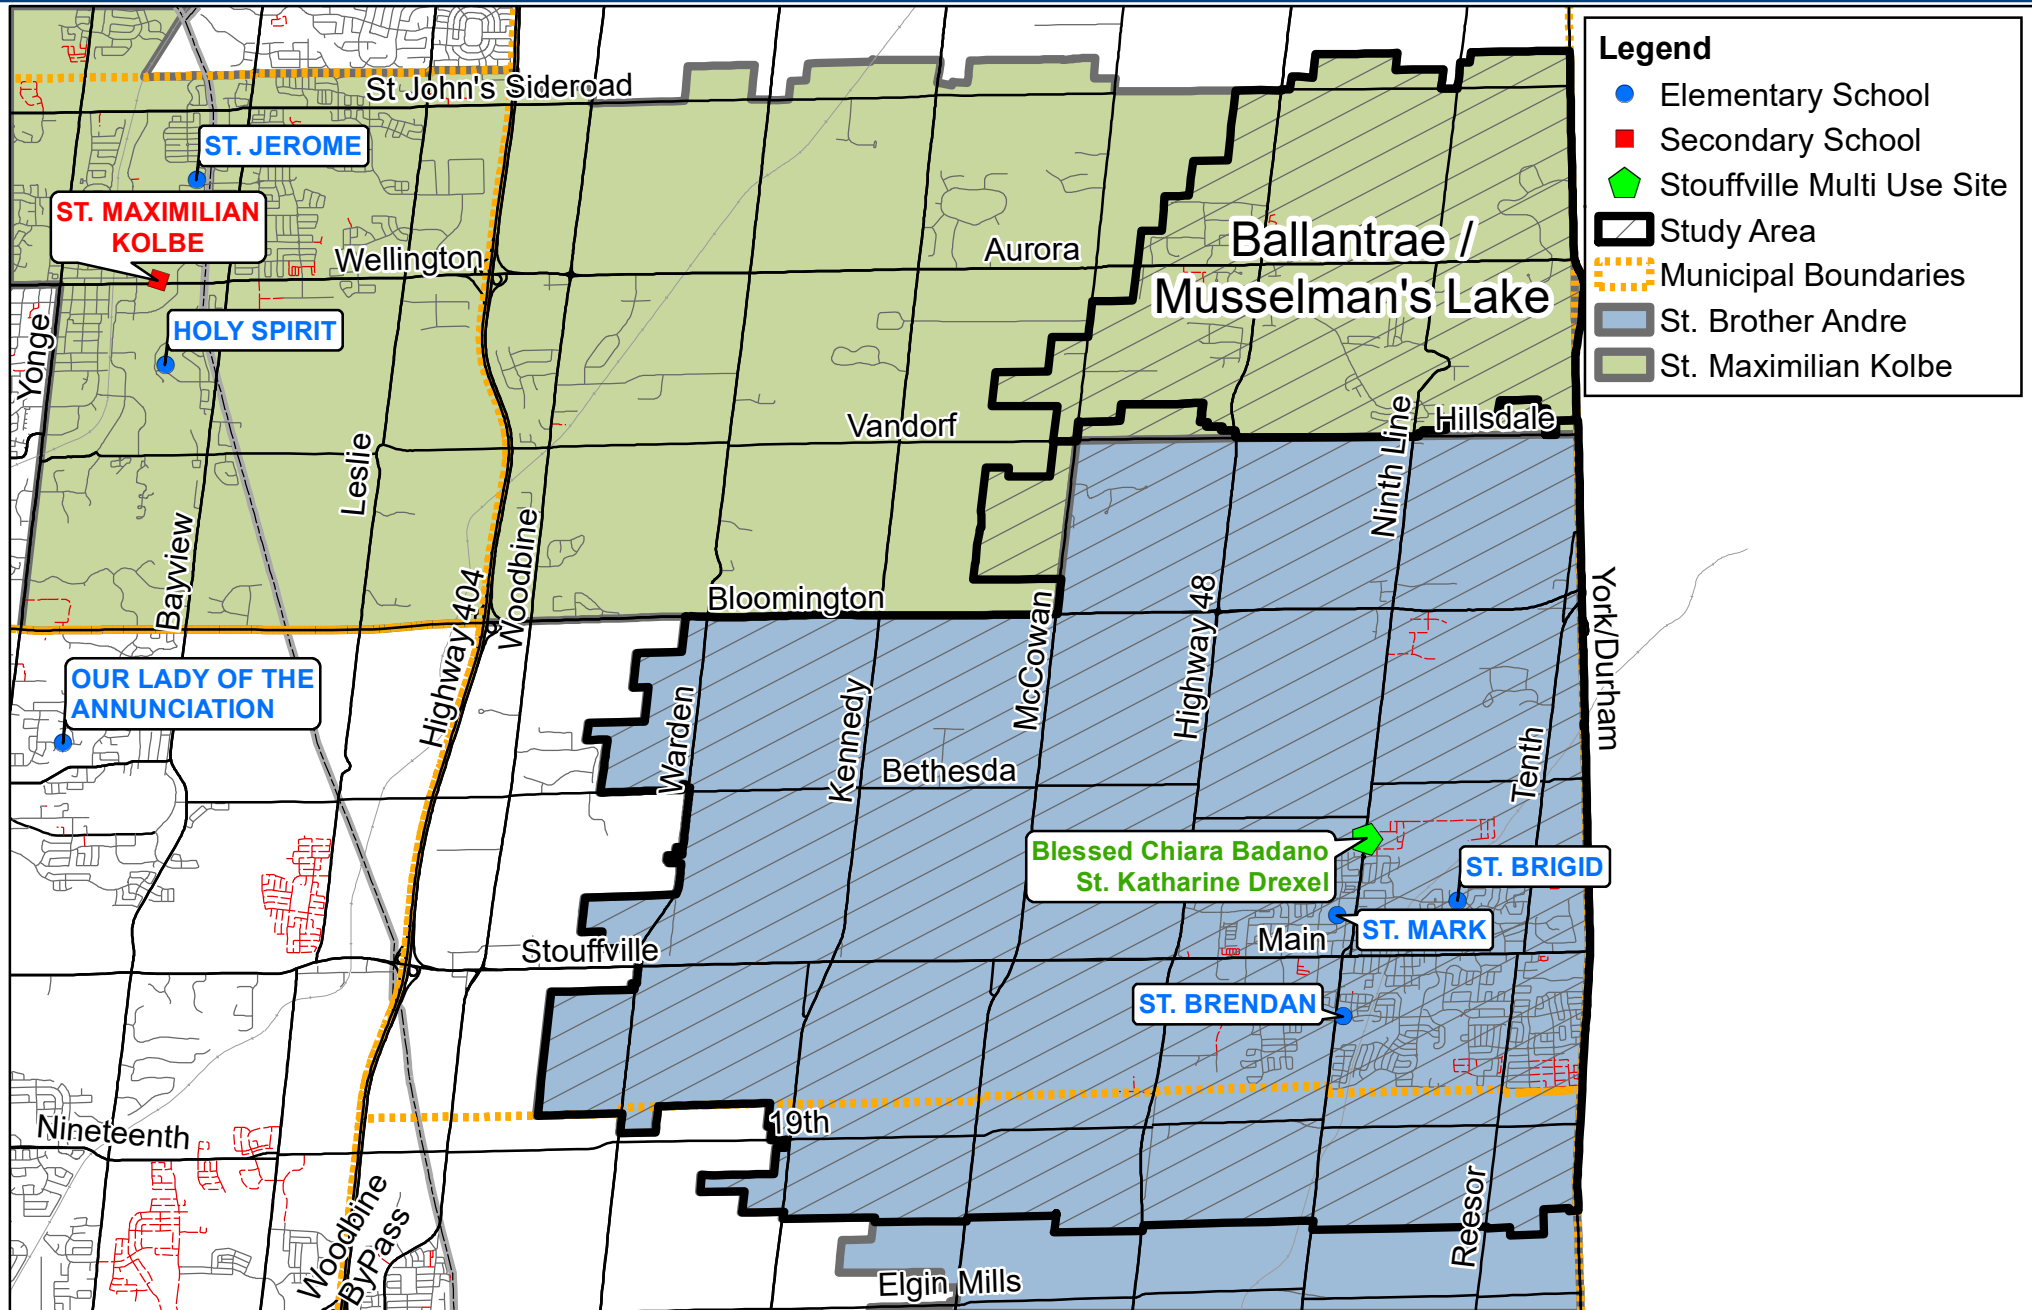 Legend
Elementary School
Secondary School
Stouffville Multi Use Site
Study Area
Municipal Boundaries
St. Brother Andre
St. Maximilian Kolbe
St John's Sideroad
ST. JEROME
ST. MAXIMILIAN
KOLBE
Wellington
Aurora
Ballantrae /
Musselman's Lake
HOLY SPIRIT
Yonge
Leslie
Vandorf
Hillsdale
Ninth Line
Bayview
Highway 404
Woodbine
Bloomington
McCowan
Highway 48
York/Durham
OUR LADY OF THE
ANNUNCIATION
Warden
Kennedy
Bethesda
Tenth
Blessed Chiara Badano
St. Katharine Drexel
ST. BRIGID
ST. MARK
Main
Stouffville
ST. BRENDAN
Nineteenth
19th
Reesor
Woodbine
ByPass
Elgin Mills